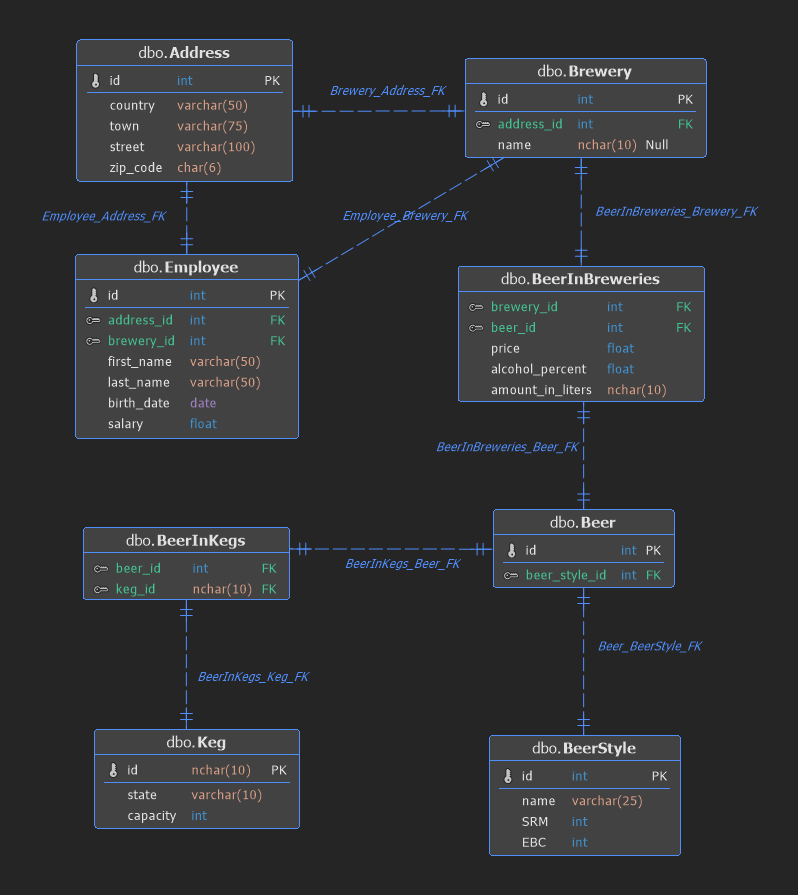 dbo.Address
id int PK
country varchar(50)
town varchar(75)
street varchar(100)
zip_code char(6)
Brewery_Address_FK
dbo.Brewery
id int PK
address_id int FK
name nchar(10) Null
Employee_Address_FK
Employee_Brewery_FK
BeerInBreweries_Brewery_FK
dbo.Employee
id int PK
address_id int FK
brewery_id int FK
first_name varchar(50)
last_name varchar(50)
birth_date date
salary float
dbo.BeerInBreweries
brewery_id int FK
beer_id int FK
price float
alcohol_percent float
amount_in_liters nchar(10)
BeerInBreweries_Beer_FK
dbo.BeerInKegs
beer_id int FK
keg_id nchar(10) FK
BeerInKegs_Beer_FK
dbo.Beer
id int PK
beer_style_id int FK
BeerInKegs_Keg_FK
Beer_BeerStyle_FK
dbo.Keg
id nchar(10) PK
state varchar(10)
capacity int
dbo.BeerStyle
id int PK
name varchar(25)
SRM int
EBC int